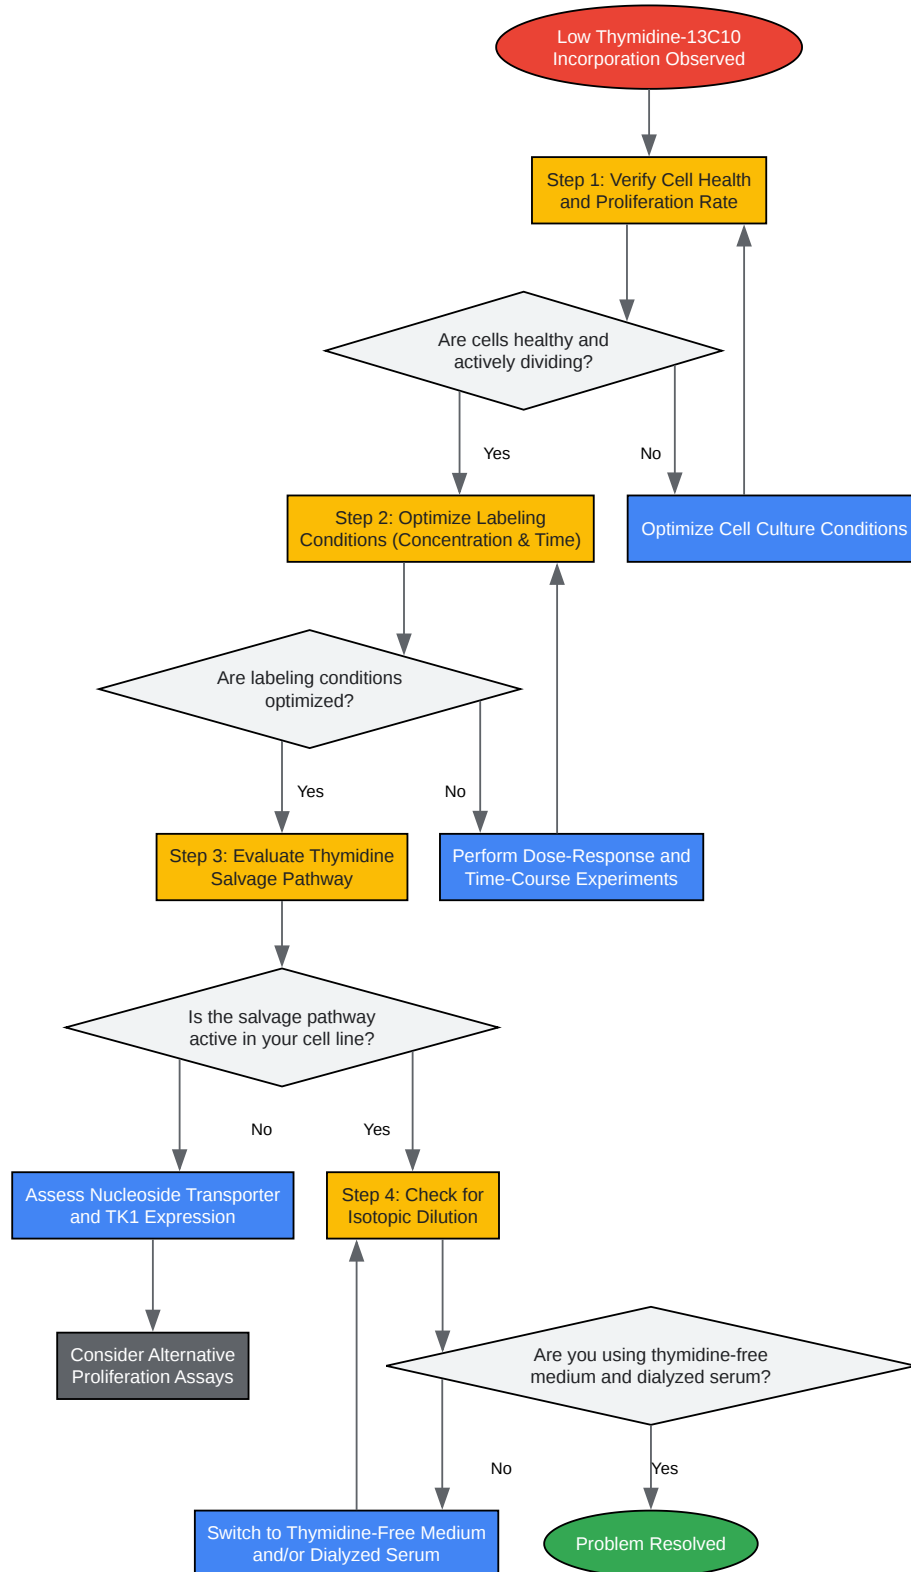 Low Thymidine-13C10
Incorporation Observed
Step 1: Verify Cell Health
and Proliferation Rate
Are cells healthy and
actively dividing?
Yes
No
Step 2: Optimize Labeling
Conditions (Concentration & Time)
Optimize Cell Culture Conditions
Are labeling conditions
optimized?
Yes
No
Step 3: Evaluate Thymidine
Salvage Pathway
Perform Dose-Response and
Time-Course Experiments
Is the salvage pathway
active in your cell line?
No
Yes
Assess Nucleoside Transporter
and TK1 Expression
Step 4: Check for
Isotopic Dilution
Consider Alternative
Proliferation Assays
Are you using thymidine-free
medium and dialyzed serum?
No
Yes
Switch to Thymidine-Free Medium
and/or Dialyzed Serum
Problem Resolved